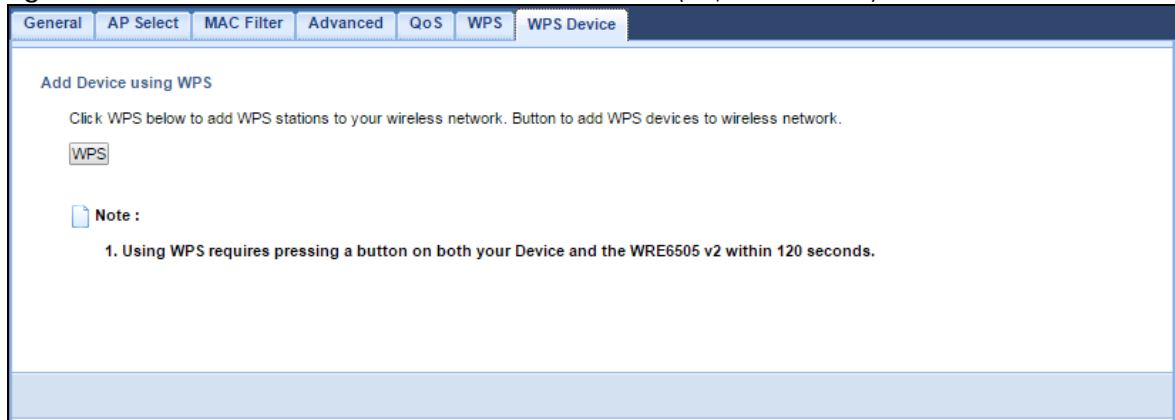 General AP Select MAC Filter Advanced QoS WPS WPS Device
Add Device using WPS
Click WPS below to add WPS stations to your wireless network. Button to add WPS devices to wireless network.
WPS
Note :
1. Using WPS requires pressing a button on both your Device and the WRE6505 v2 within 120 seconds.